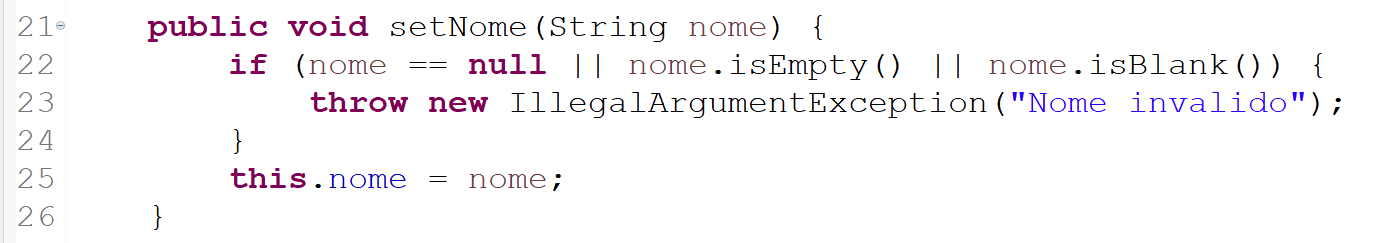 21 public void setNome(String nome) {
22 if (nome == null || nome.isEmpty() || nome.isBlank()) {
23 throw new IllegalArgumentException("Nome invalido");
24 }
25 this.nome = nome;
26 }